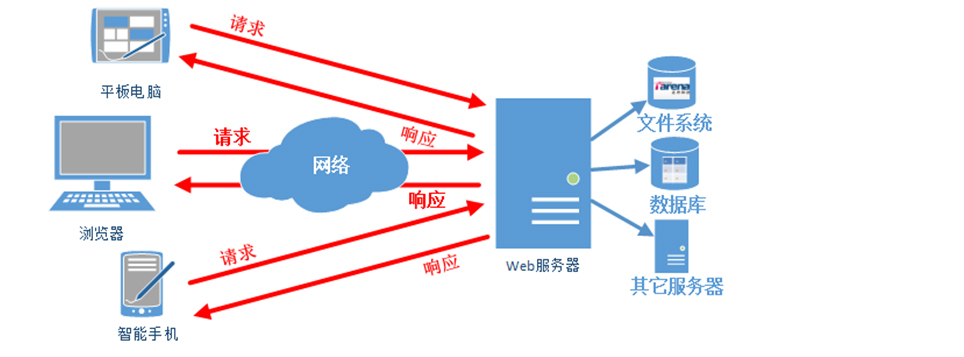 请求
平板电脑
响应
请求
网络
响应
浏览器
请求
响应
智能手机
Web服务器
arena
文件系统
数据库
其它服务器